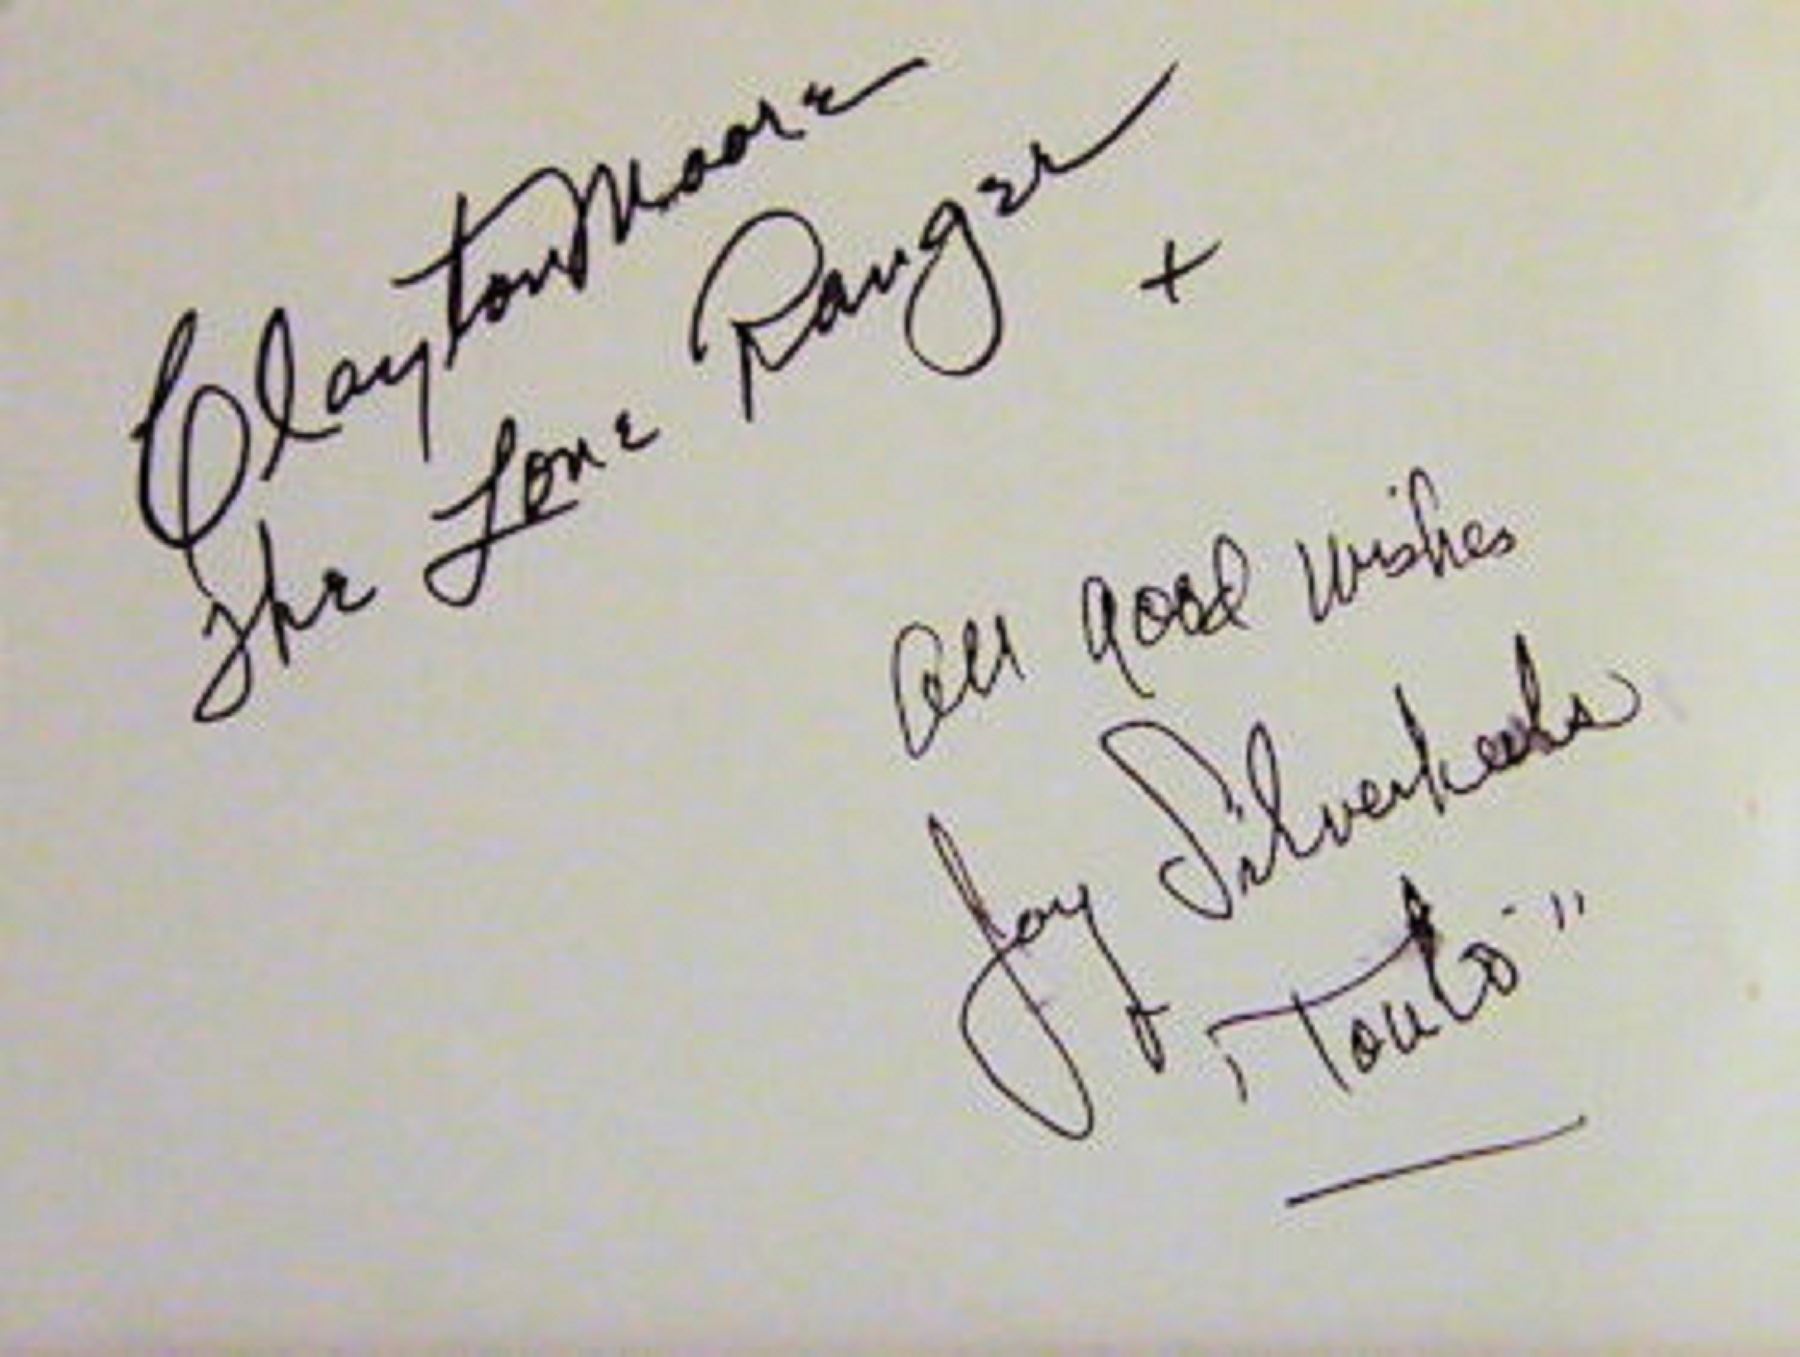 Clayton Moore
The Lone Ranger
+
All good wishes
Jay Silverheels
"Tonto"